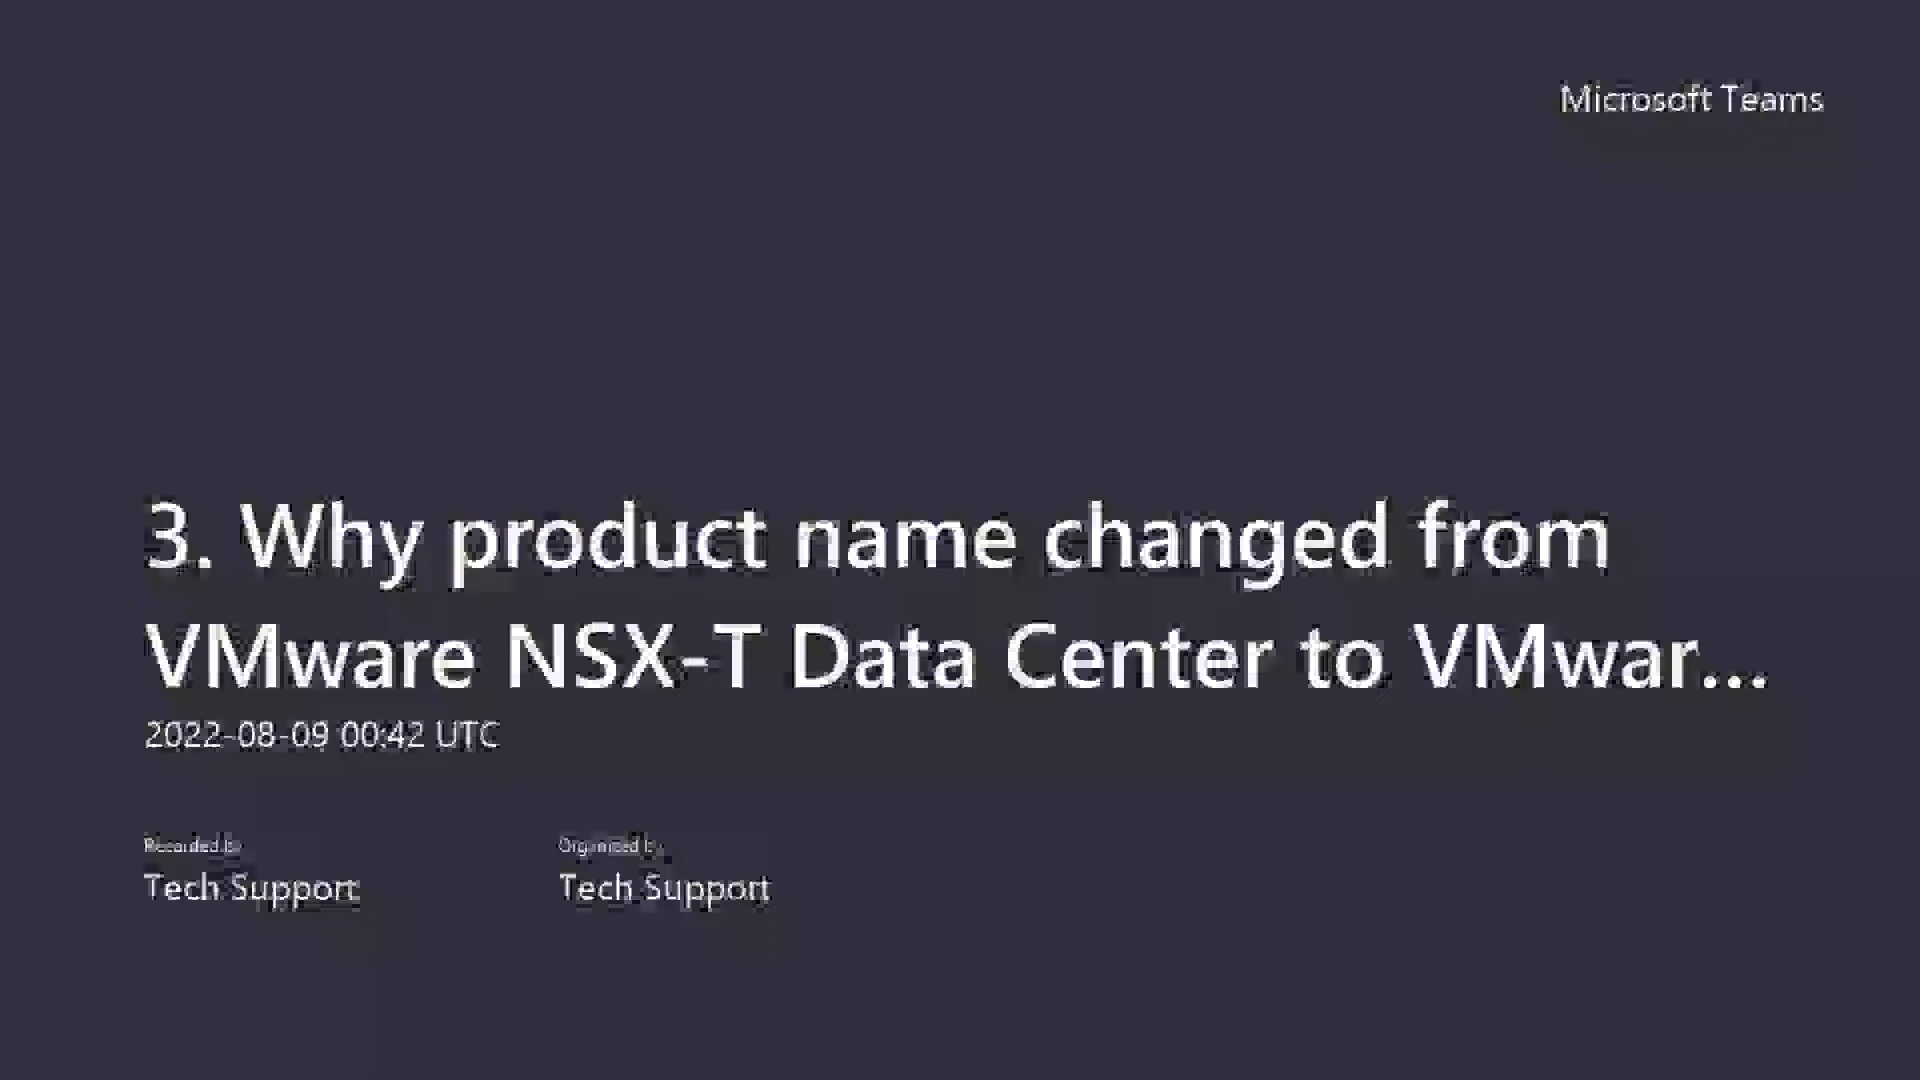 Microsoft Teams
3. Why product name changed from
VMware NSX-T Data Center to VMwar...
2022-08-09 00:42 UTC
Recorded by
Organized by
Tech Support
Tech Support